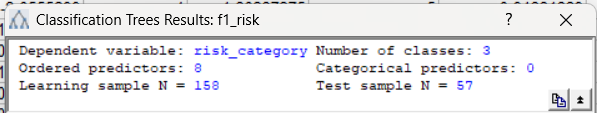 Classification Trees Results: f1_risk ? ×
Dependent variable: risk_category Number of classes: 3
Ordered predictors: 8 Categorical predictors: 0
Learning sample N = 158 Test sample N = 57